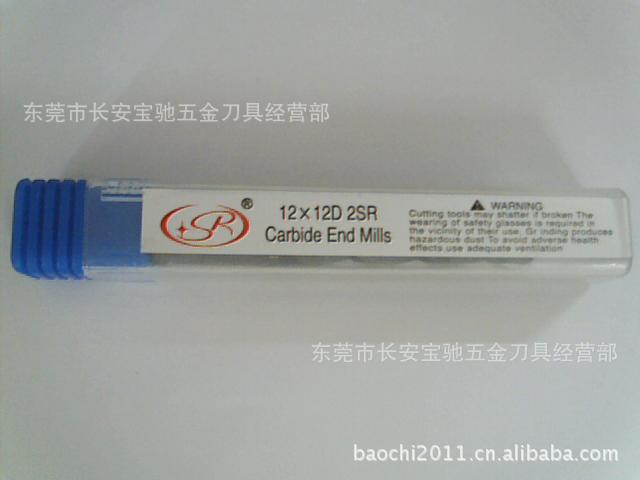 东莞市长安宝驰五金刀具经营部
SR
®
12×12D 2SR
Carbide End Mills
WARNING
Cutting tools may shatter if broken The
wearing of safety glasses is required in
the vicinity of their use, Gr inding produces
hazardous dust To avoid adverse health
effects,use adequate ventilation
东莞市长安宝驰五金刀具经营部
baochi2011.cn.alibaba.com